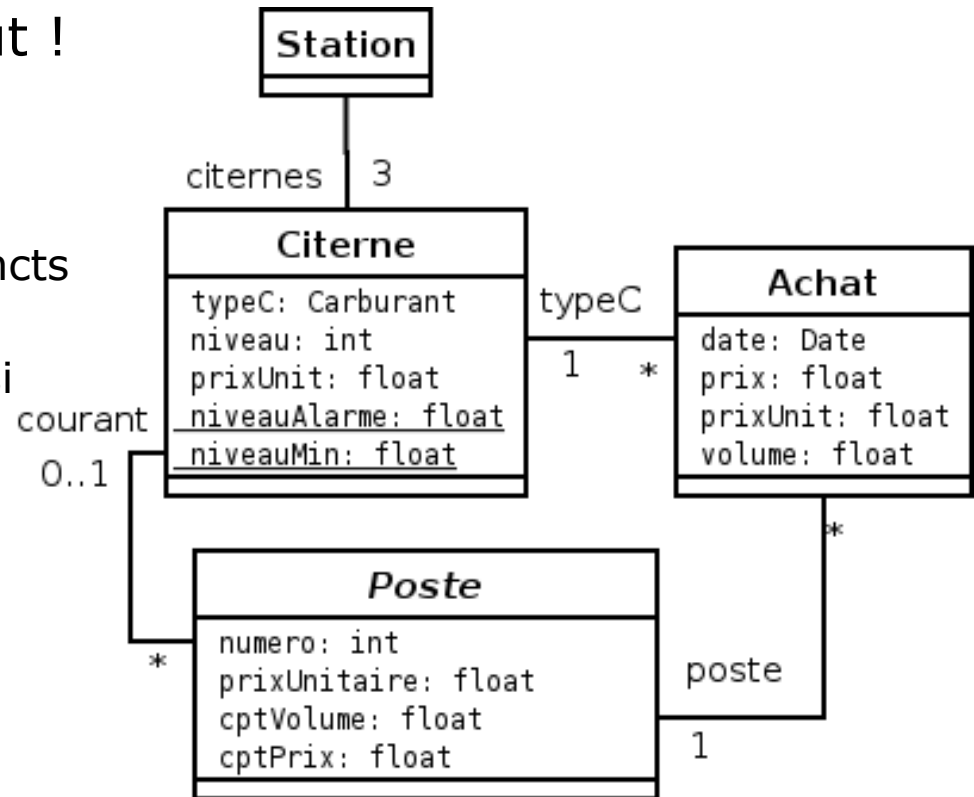 ut !
Station
citernes 3
ncts
Citerne
typeC: Carburant
niveau: int
prixUnit: float
niveauAlarme: float
niveauMin: float
typeC
1
*
Achat
date: Date
prix: float
prixUnit: float
volume: float
i
courant
0..1
*
*
Poste
numero: int
prixUnitaire: float
cptVolume: float
cptPrix: float
poste
1